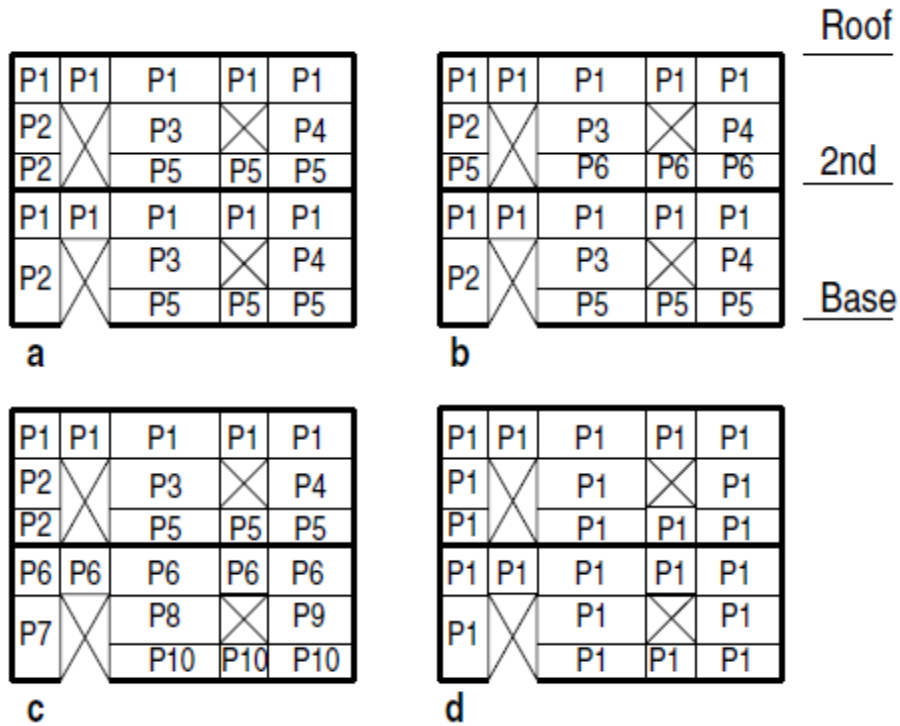 Roof
P1 P1 P1 P1 P1 P1 P1 P1 P1 P1
P2 P3 P4 P2 P3 P4
2nd
P2 P5 P5 P5 P5 P6 P6 P6
P1 P1 P1 P1 P1 P1 P1 P1 P1 P1
P2 P3 P4 P2 P3 P4
Base
P5 P5 P5 P5 P5 P5
a b
P1 P1 P1 P1 P1 P1 P1 P1 P1 P1
P2 P3 P4 P1 P1 P1
P2 P5 P5 P5 P1 P1 P1 P1
P6 P6 P6 P6 P6 P1 P1 P1 P1 P1
P7 P8 P9 P1 P1 P1
P10 P10 P10 P1 P1 P1
c d